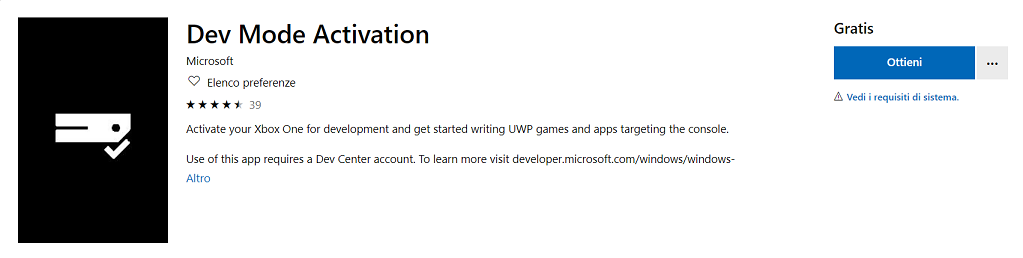 Dev Mode Activation
Microsoft
Elenco preferenze
39
Activate your Xbox One for development and get started writing UWP games and apps targeting the console.
Use of this app requires a Dev Center account. To learn more visit developer.microsoft.com/windows/windows-
Altro
Gratis
Ottieni
...
Vedi i requisiti di sistema.